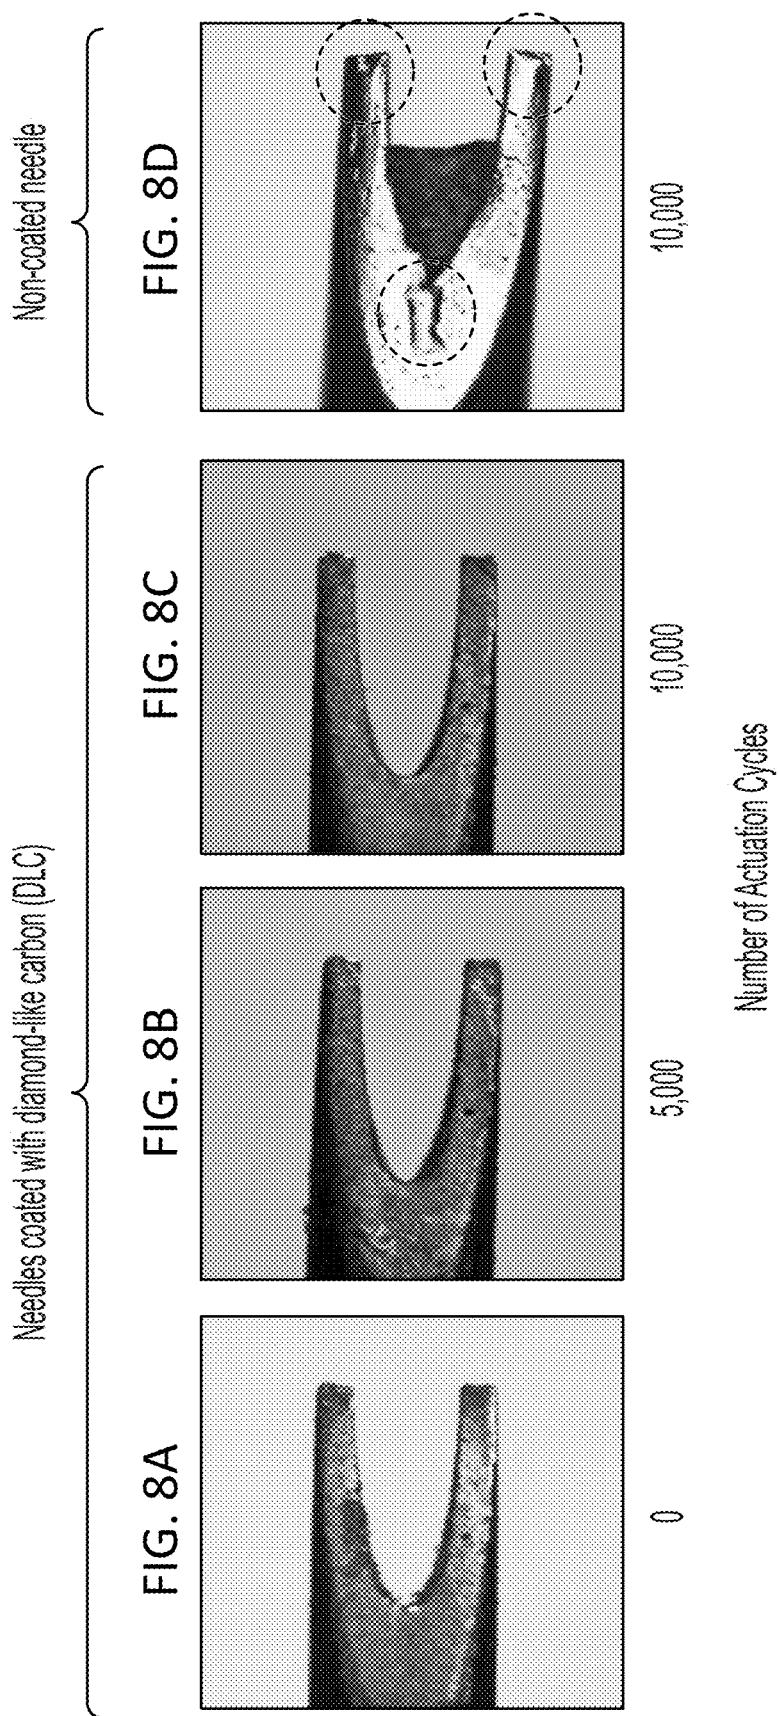 Needles coated with diamond-like carbon (DLC)
Non-coated needle
FIG. 8A
FIG. 8B
FIG. 8C
FIG. 8D
0
5,000
10,000
10,000
Number of Actuation Cycles